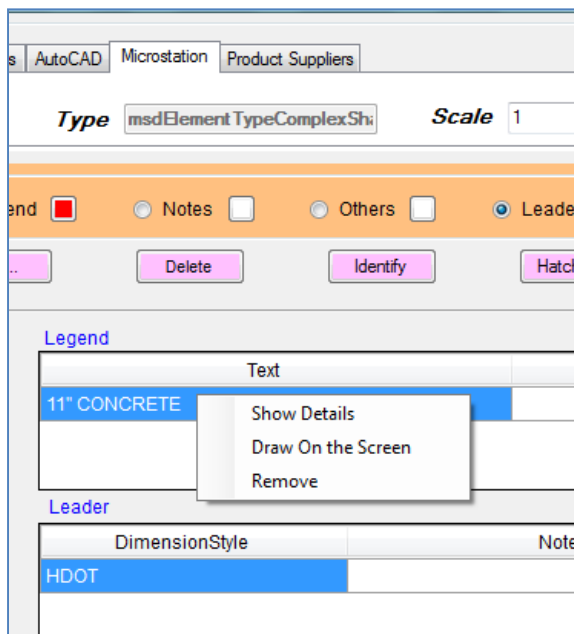 s AutoCAD Microstation Product Suppliers
Type msdElementTypeComplexSha Scale 1
end Notes Others Leade
... Delete Identify Hatch
Legend
Text
11" CONCRETE
Show Details
Draw On the Screen
Remove
Leader
DimensionStyle Note
HDOT